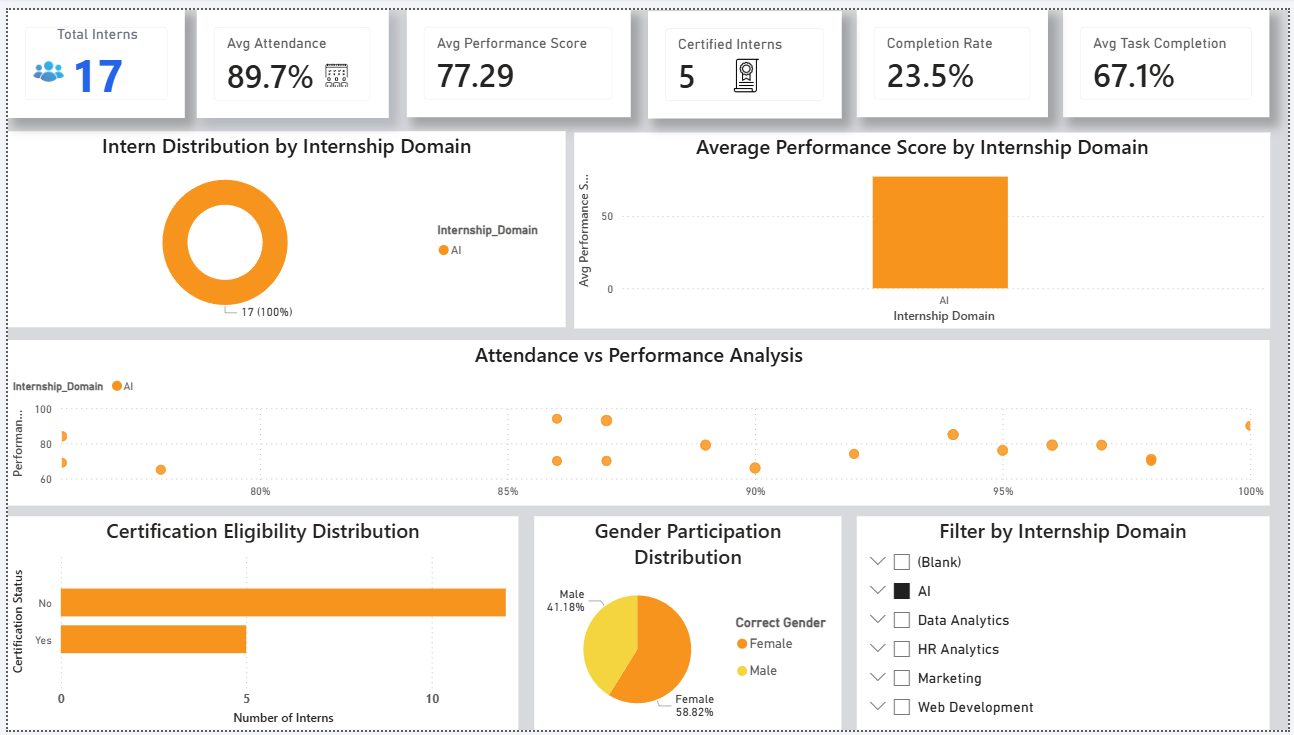 Total Interns
17
Avg Attendance
89.7%
Avg Performance Score
77.29
Certified Interns
5
Completion Rate
23.5%
Avg Task Completion
67.1%
Intern Distribution by Internship Domain
Internship_Domain
AI
17 (100%)
Average Performance Score by Internship Domain
Avg Performance S...
50
0
AI
Internship Domain
Attendance vs Performance Analysis
Internship_Domain AI
Performan...
100
80
60
80% 85% 90% 95% 100%
Certification Eligibility Distribution
Certification Status
No
Yes
0 5 10
Number of Interns
Gender Participation
Distribution
Male
41.18%
Correct Gender
Female
Male
Female
58.82%
Filter by Internship Domain
(Blank)
AI
Data Analytics
HR Analytics
Marketing
Web Development